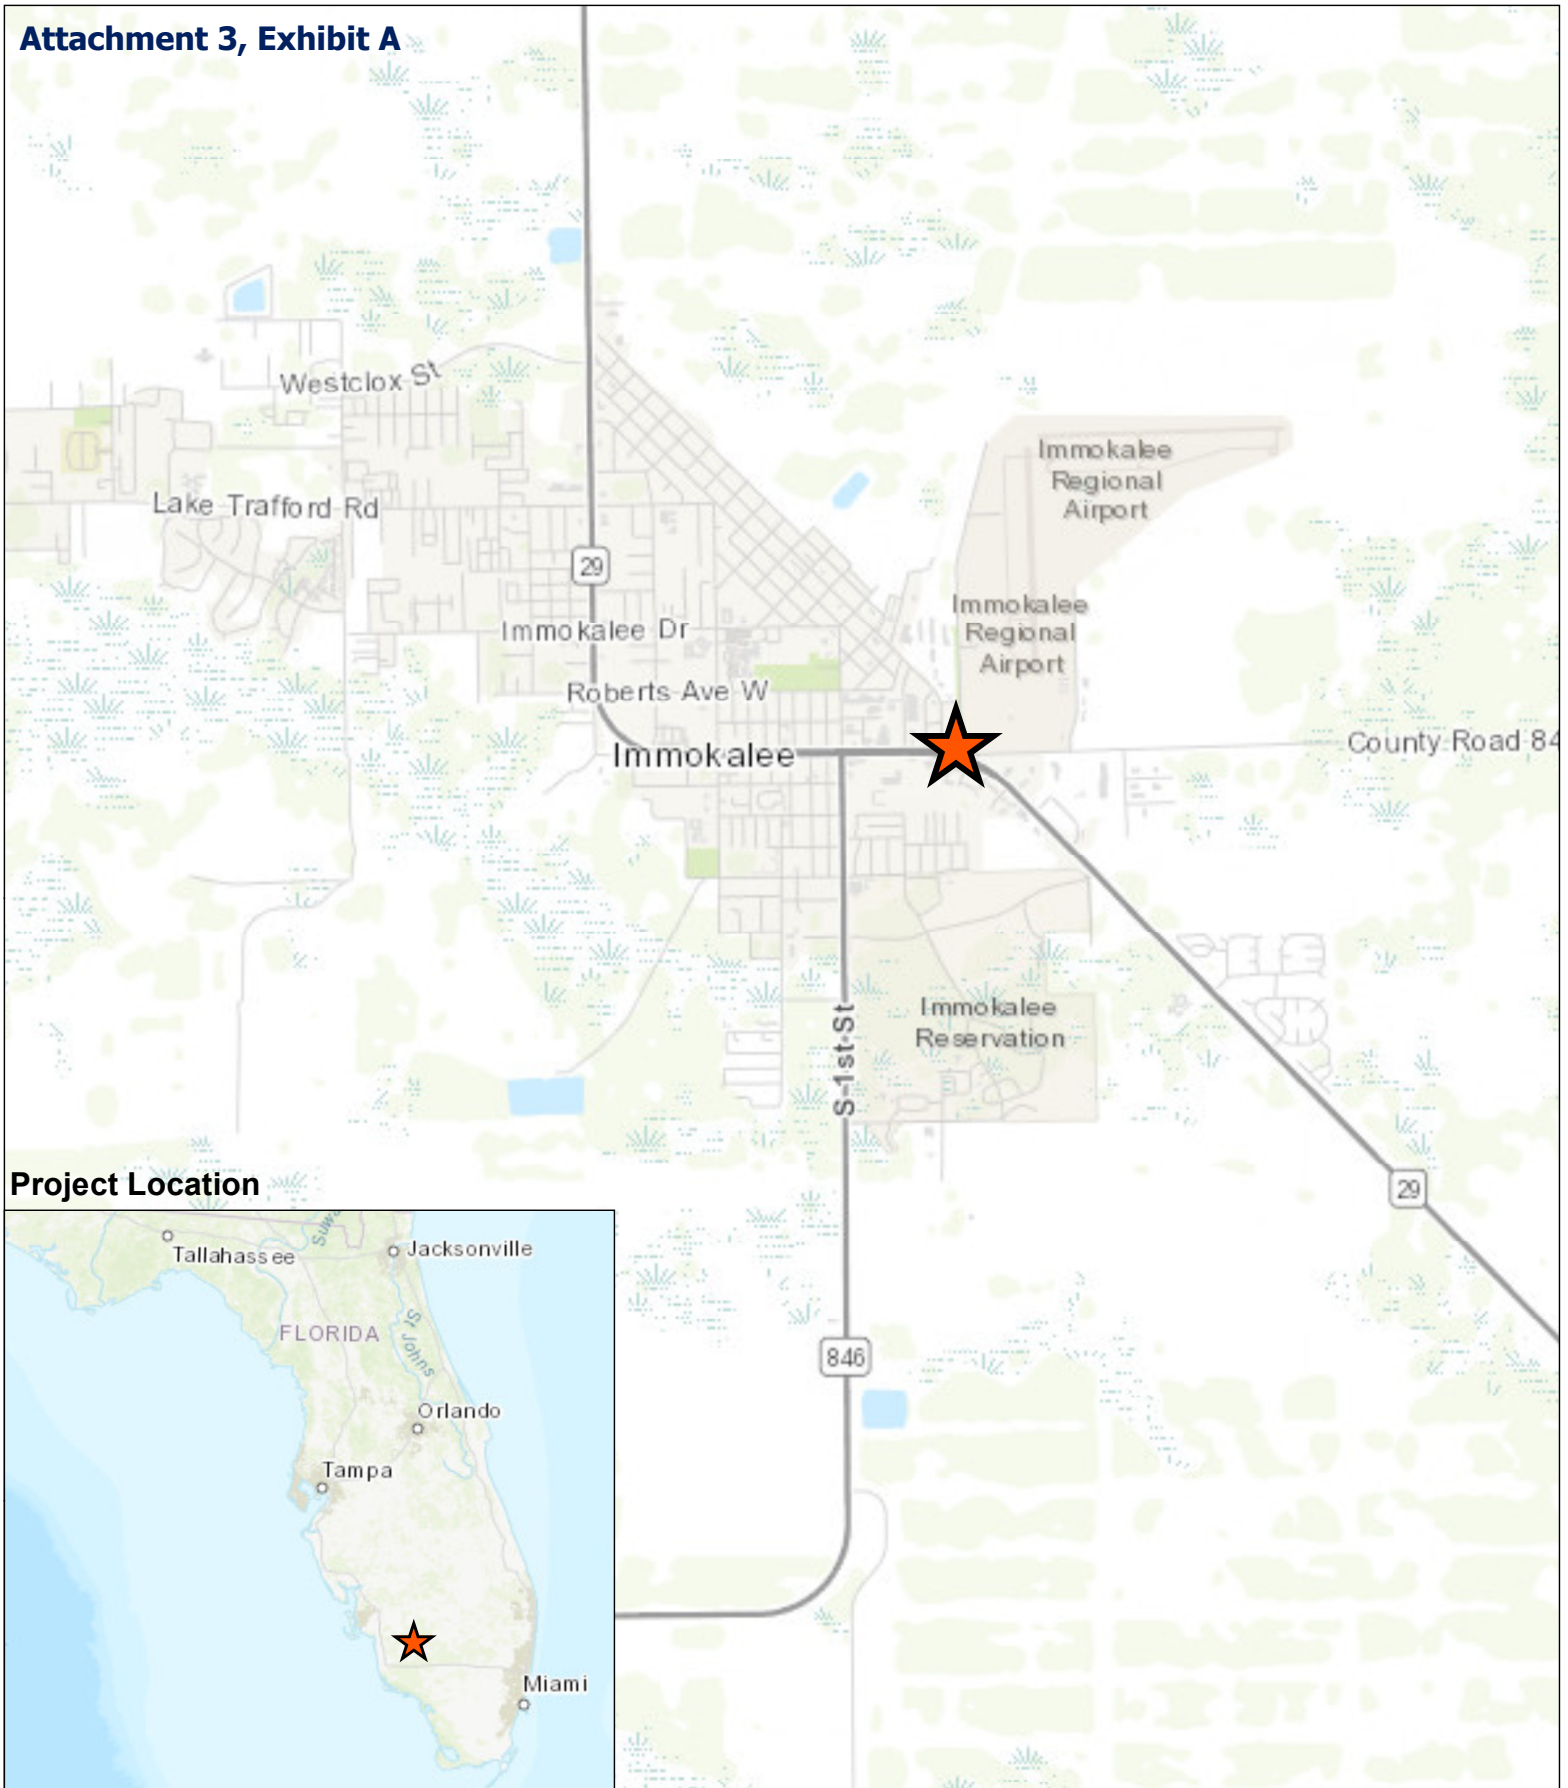 Attachment 3, Exhibit A
Westclox St
Immokalee
Regional
Airport
Lake Trafford Rd
29
Immokalee
Regional
Airport
Immokalee Dr
Roberts Ave W
Immokalee
County Road 84
S 1st St
Immokalee
Reservation
29
846
Project Location
Tallahassee
Jacksonville
FLORIDA
St Johns
Orlando
Tampa
Miami